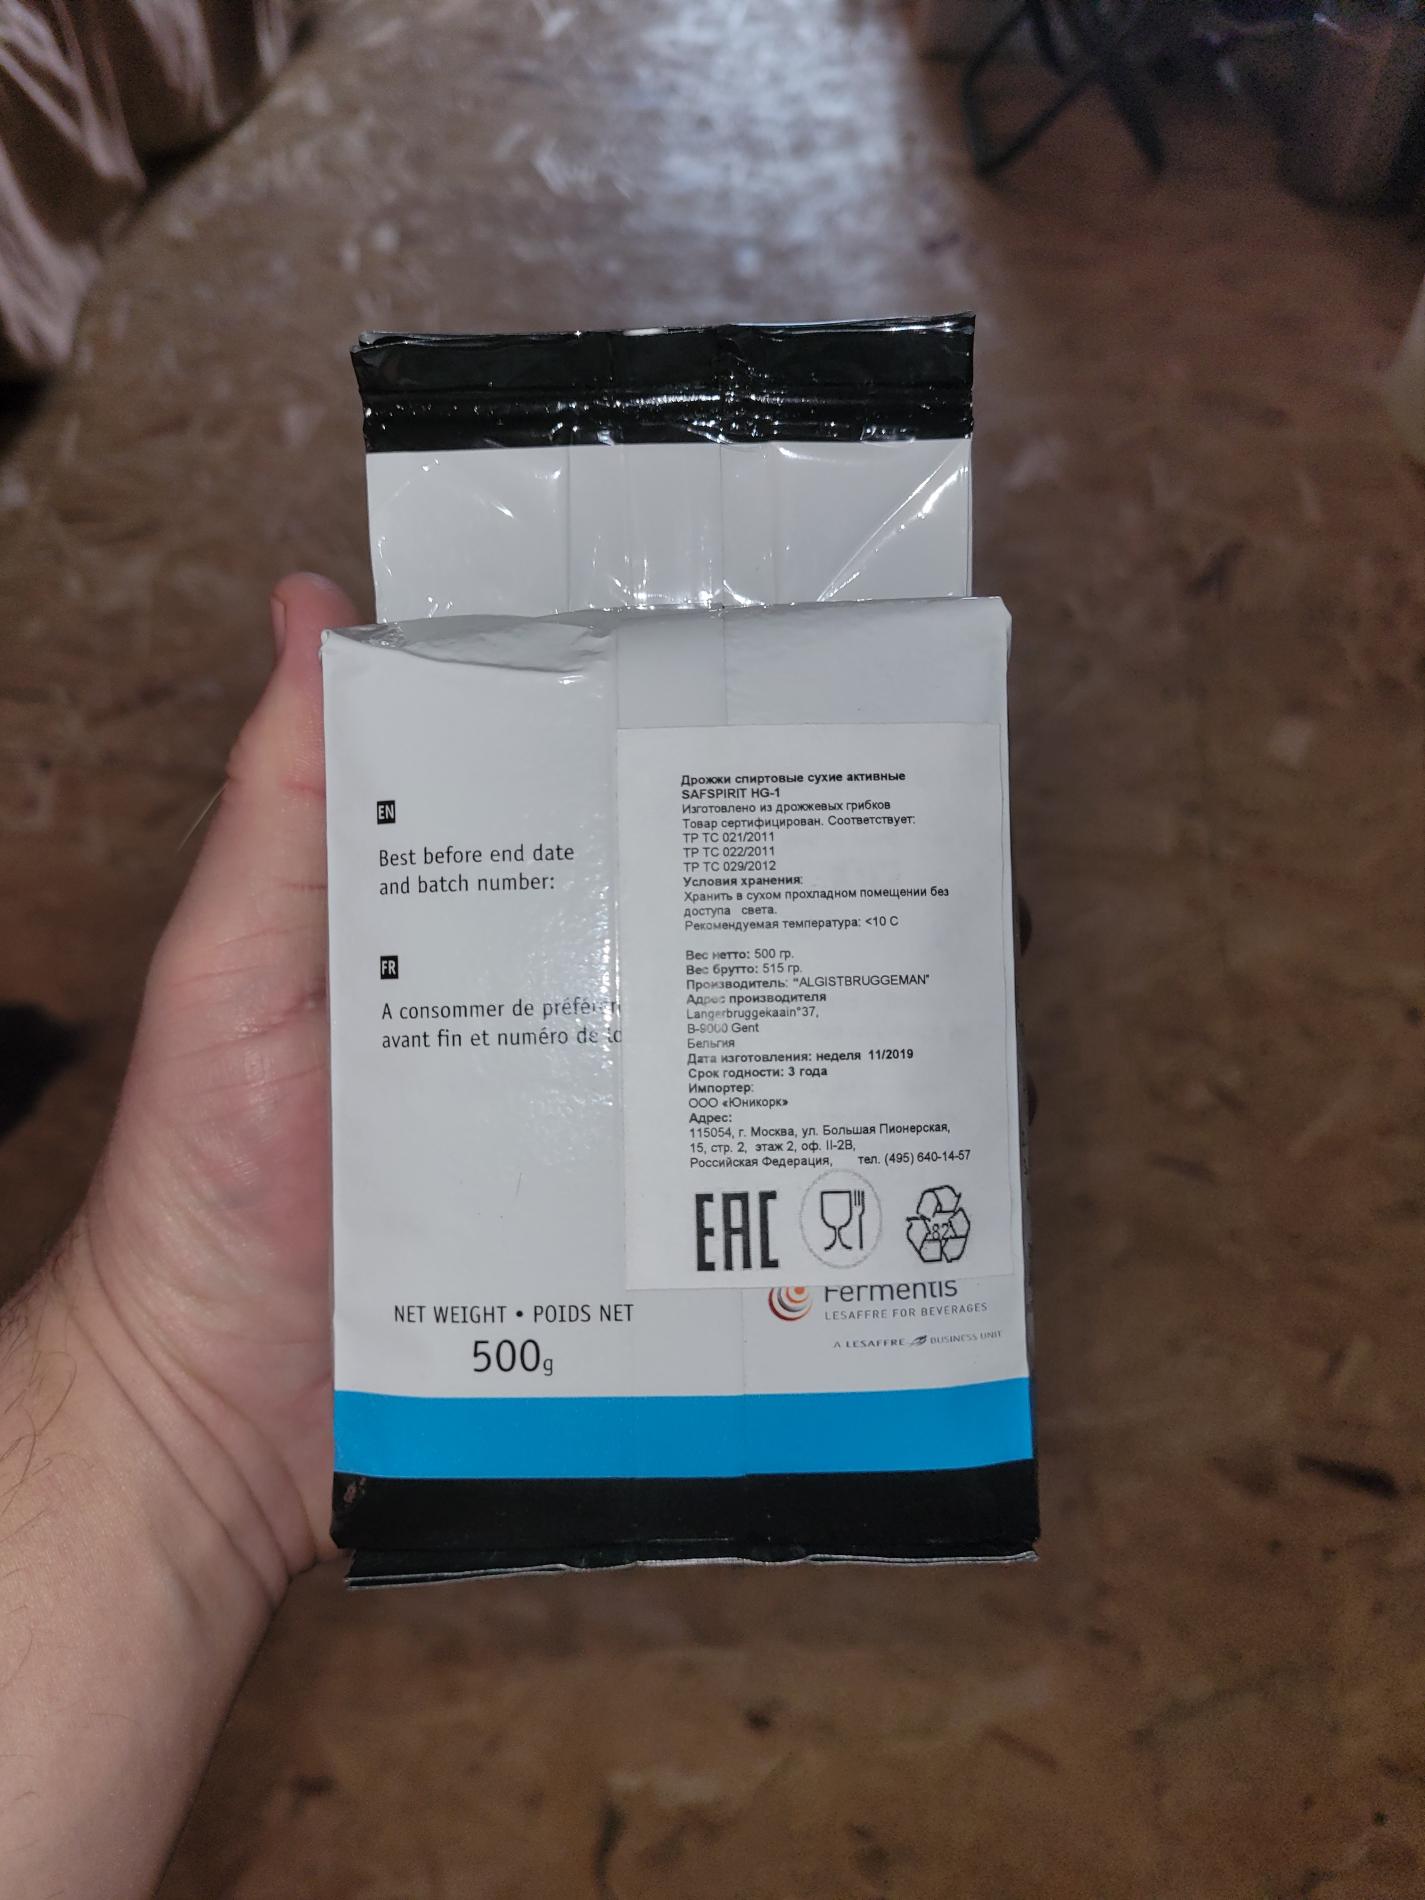 EN
Best before end date
and batch number:
FR
A consommer de préférer
avant fin et numéro de lo
NET WEIGHT • POIDS NET
500g
Дрожжи спиртовые сухие активные
SAFSPIRIT HG-1
Изготовлено из дрожжевых грибков
Товар сертифицирован. Соответствует:
ТР ТС 021/2011
ТР ТС 022/2011
ТР ТС 029/2012
Условия хранения:
Хранить в сухом прохладном помещении без
доступа света.
Рекомендуемая температура: <10 С
Вес нетто: 500 гр.
Вес брутто: 515 гр.
Производитель: "ALGISTBRUGGEMAN"
Адрес производителя
Langerbruggekaain°37,
B-9000 Gent
Бельгия
Дата изготовления: неделя 11/2019
Срок годности: 3 года
Импортер:
ООО «Юникорк»
Адрес:
115054, г. Москва, ул. Большая Пионерская,
15, стр. 2, этаж 2, оф. II-2В,
Российская Федерация, тел. (495) 640-14-57
EAC
82
Fermentis
LESAFFRE FOR BEVERAGES
A LESAFFRE BUSINESS UNIT